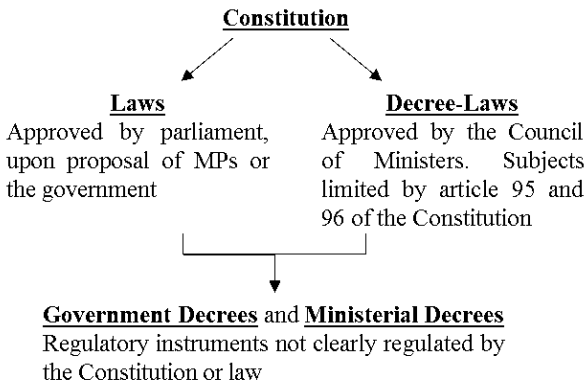 Constitution
Laws
Approved by parliament,
upon proposal of MPs or
the government
Decree-Laws
Approved by the Council
of Ministers. Subjects
limited by article 95 and
96 of the Constitution
Government Decrees and Ministerial Decrees
Regulatory instruments not clearly regulated by
the Constitution or law